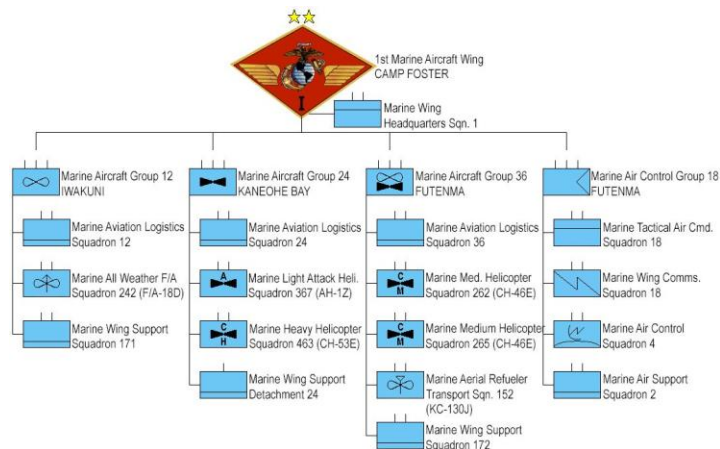 1st Marine Aircraft Wing
CAMP FOSTER
I
Marine Wing
Headquarters Sqn. 1
Marine Aircraft Group 12
IWAKUNI
Marine Aircraft Group 24
KANEOHE BAY
Marine Aircraft Group 36
FUTENMA
Marine Air Control Group 18
FUTENMA
Marine Aviation Logistics
Squadron 12
Marine Aviation Logistics
Squadron 24
Marine Aviation Logistics
Squadron 36
Marine Tactical Air Cmd.
Squadron 18
Marine All Weather F/A
Squadron 242 (F/A-18D)
A
Marine Light Attack Heli.
Squadron 367 (AH-1Z)
C
M
Marine Med. Helicopter
Squadron 262 (CH-46E)
Marine Wing Comms.
Squadron 18
Marine Wing Support
Squadron 171
C
H
Marine Heavy Helicopter
Squadron 463 (CH-53E)
C
M
Marine Medium Helicopter
Squadron 265 (CH-46E)
Marine Air Control
Squadron 4
Marine Wing Support
Detachment 24
Marine Aerial Refueler
Transport Sqn. 152
(KC-130J)
Marine Air Support
Squadron 2
Marine Wing Support
Squadron 172